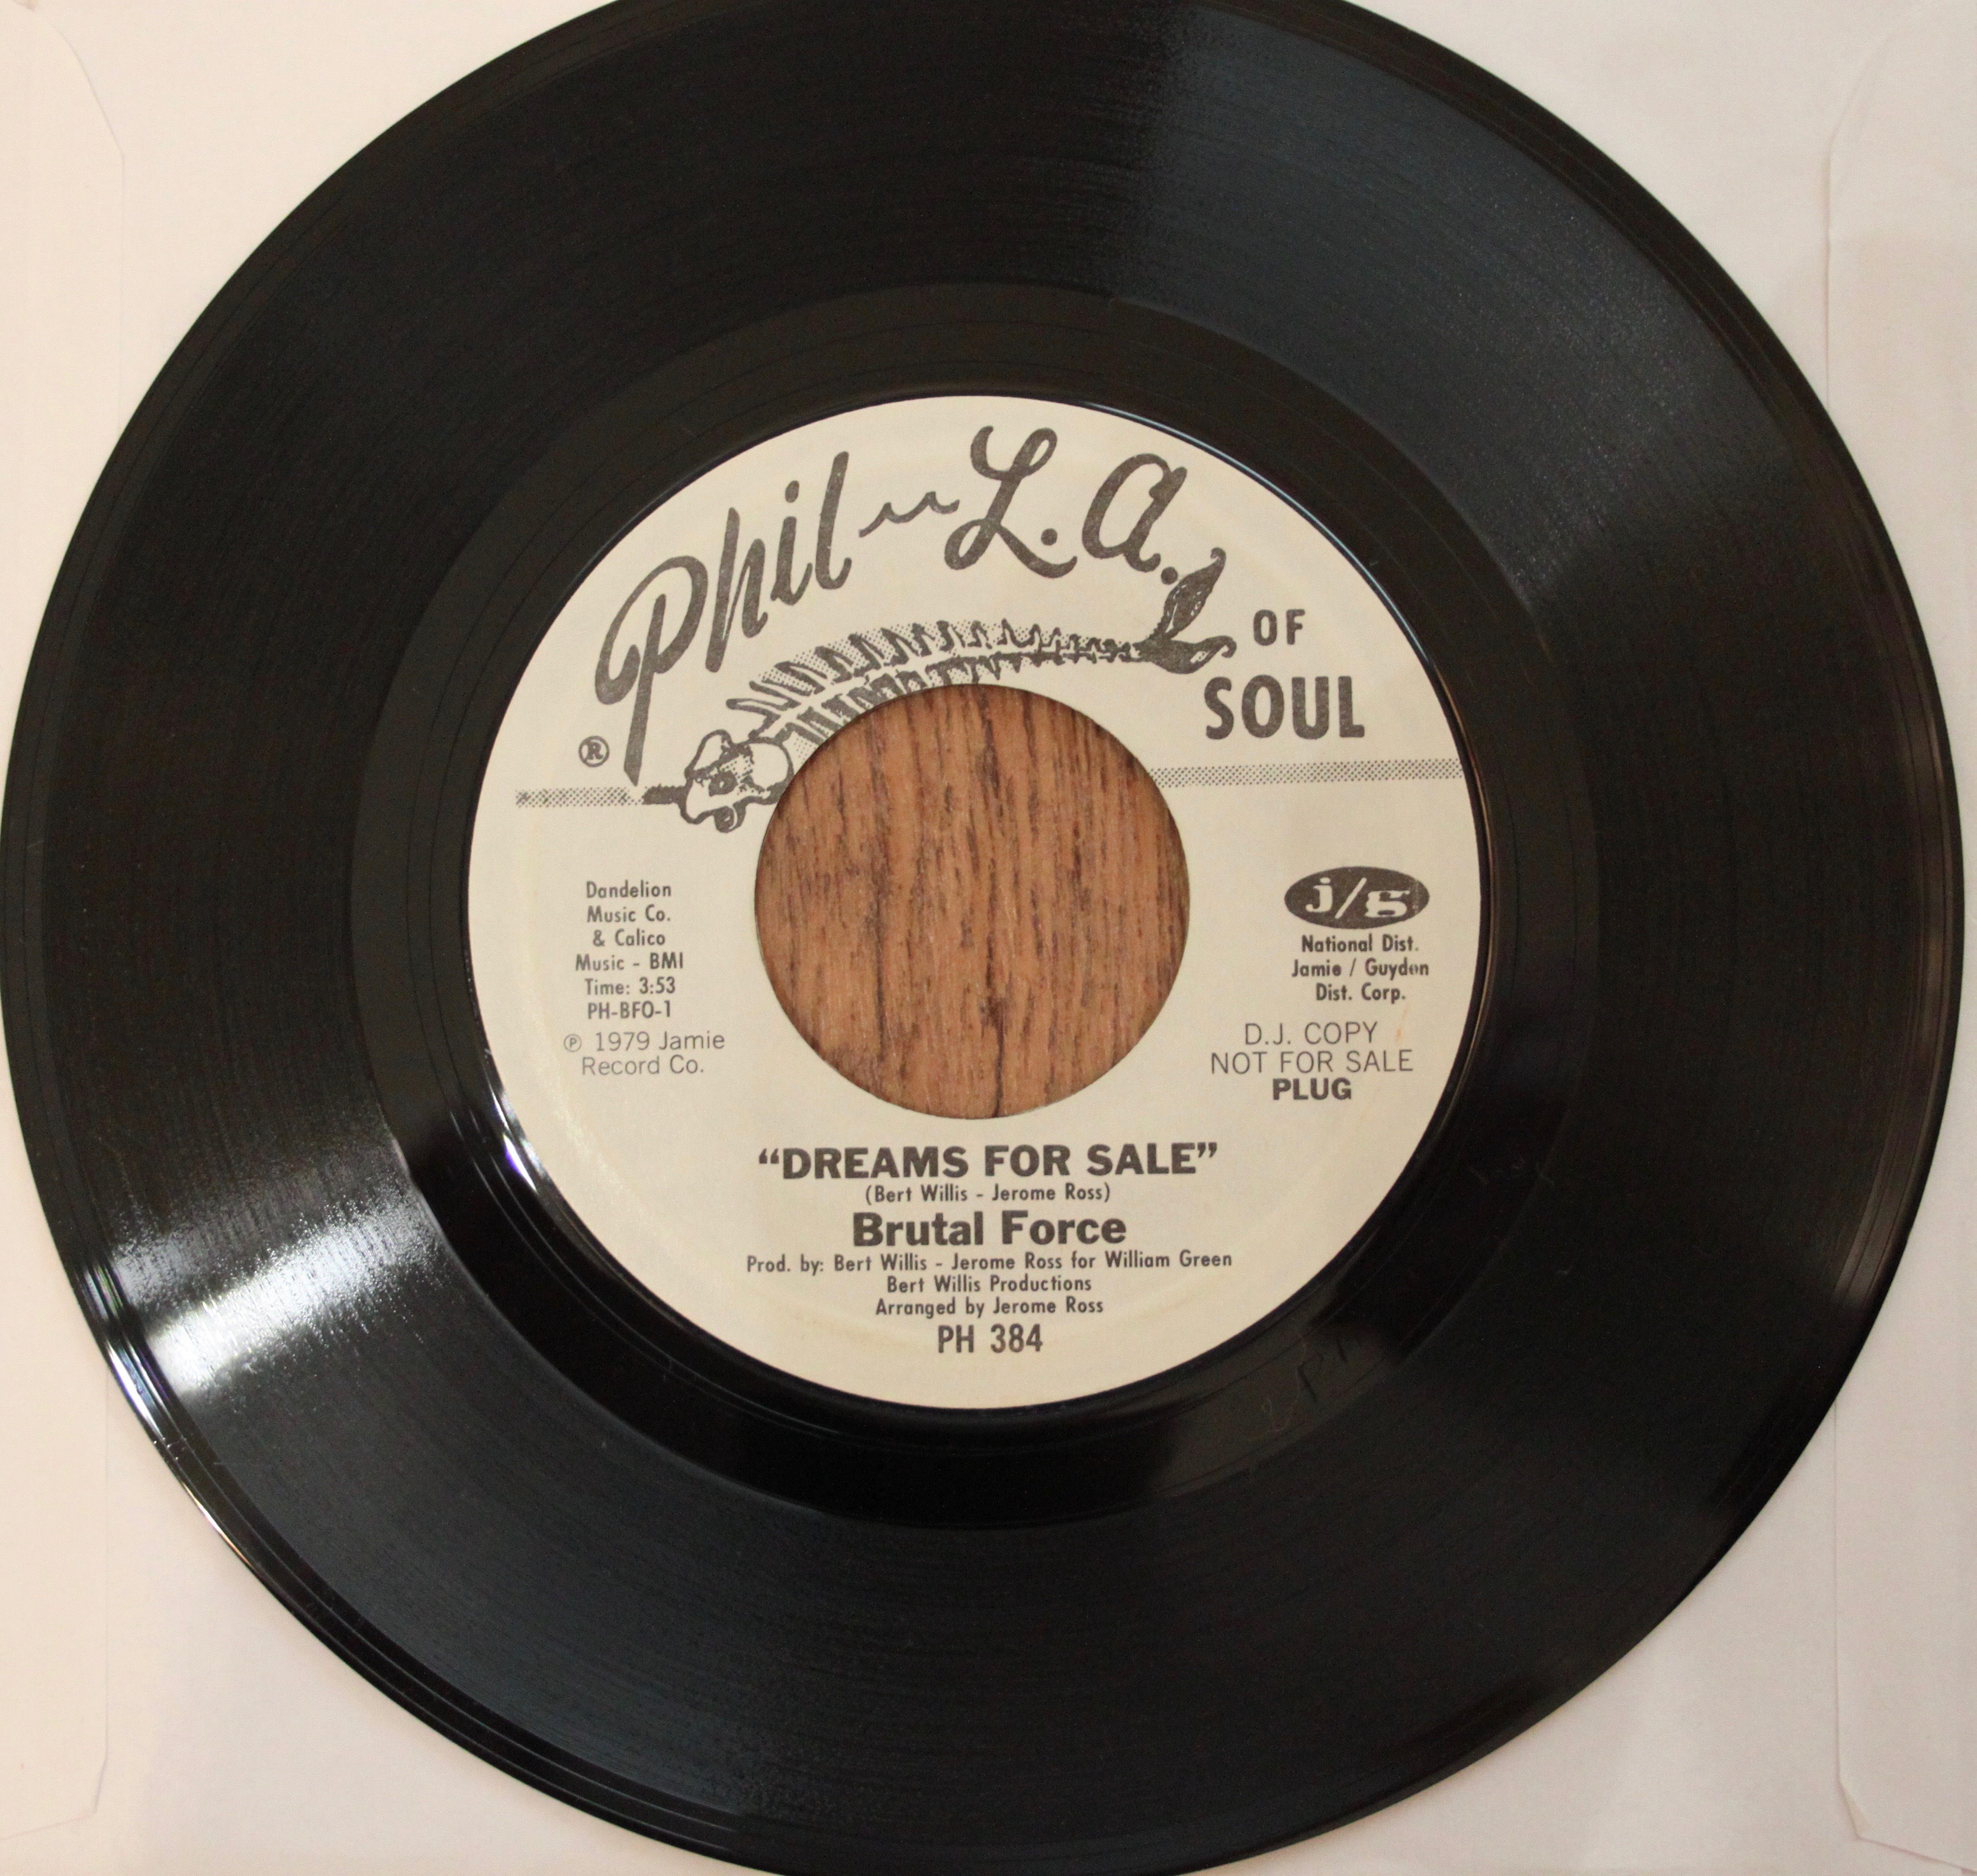 Phil-L.A.
OF
SOUL
®
Dandelion
Music Co.
& Calico
Music - BMI
Time: 3:53
PH-BFO-1
℗ 1979 Jamie
Record Co.
j/g
National Dist.
Jamie / Guyden
Dist. Corp.
D.J. COPY
NOT FOR SALE
PLUG
“DREAMS FOR SALE”
(Bert Willis - Jerome Ross)
Brutal Force
Prod. by: Bert Willis - Jerome Ross for William Green
Bert Willis Productions
Arranged by Jerome Ross
PH 384